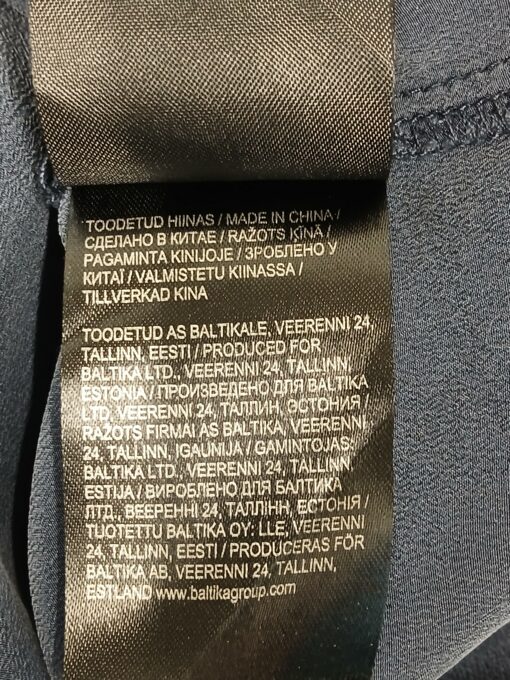 TOODETUD HIINAS / MADE IN CHINA /
СДЕЛАНО В КИТАЕ / RAŽOTS ĶĪNĀ /
PAGAMINTA KINIJOJE / ЗРОБЛЕНО У
КИТАЇ / VALMISTETU KIINASSA /
TILLVERKAD KINA
TOODETUD AS BALTIKALE, VEERENNI 24,
TALLINN, EESTI / PRODUCED FOR
BALTIKA LTD. VEERENNI 24, TALLINN,
ESTONIA / ПРОИЗВЕДЕНО ДЛЯ BALTIKA
LTD, VEERENNI 24, ТАЛЛИН, ЭСТОНИЯ /
RAŽOTS FIRMAI AS BALTIKA, VEERENNI
24, TALLINN, IGAUNIJA / GAMINTOJAS:
BALTIKA LTD. VEERENNI 24, TALLINN,
ESTIJA / ВИРОБЛЕНО ДЛЯ БАЛТИКА
ЛТД, ВЕЕРЕННІ 24, ТАЛЛІНН, ЕСТОНІЯ /
TUOTETTU BALTIKA OY: LLE, VEERENNI
24, TALLINN, EESTI / PRODUCERAS FÖR
BALTIKA AB, VEERENNI 24, TALLINN,
ESTLAND www.baltikagroup.com